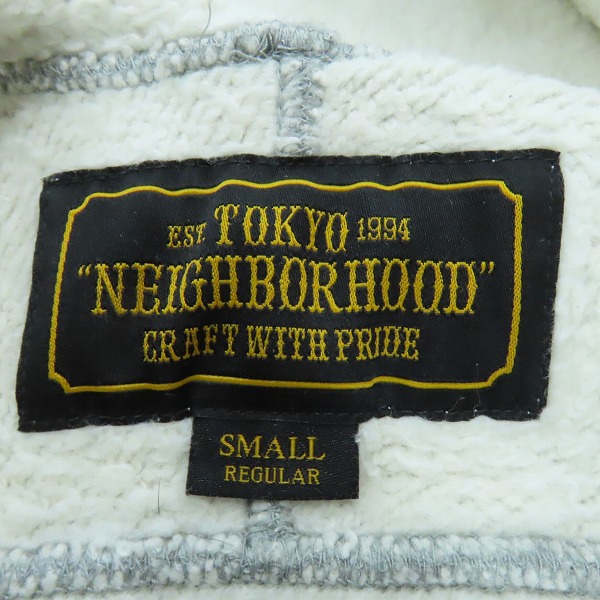 EST. TOKYO 1994
"NEIGHBORHOOD"
CRAFT WITH PRIDE
SMALL
REGULAR